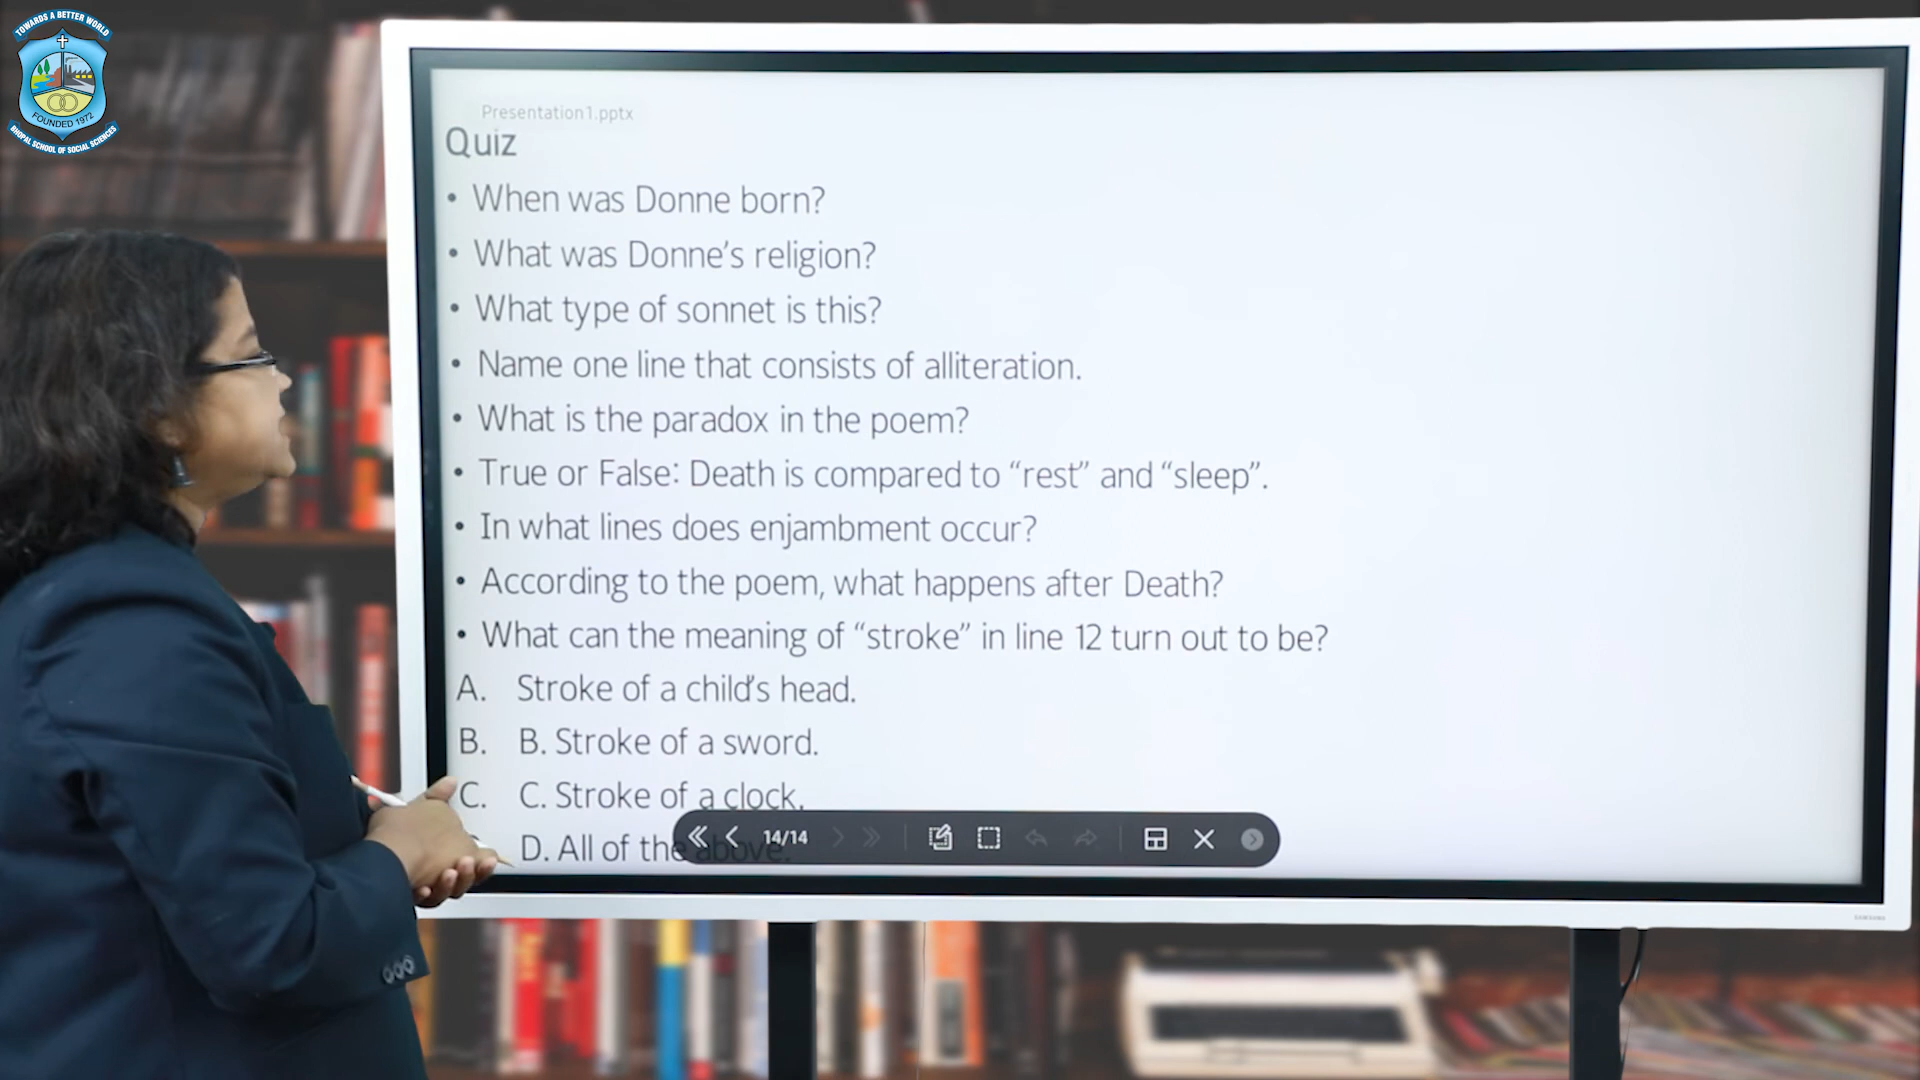 TOWARDS A BETTER WORLD
FOUNDED 1972
BHOPAL SCHOOL OF SOCIAL SCIENCES
Presentation1.pptx
Quiz
• When was Donne born?
• What was Donne's religion?
• What type of sonnet is this?
• Name one line that consists of alliteration.
• What is the paradox in the poem?
• True or False: Death is compared to “rest” and “sleep”.
• In what lines does enjambment occur?
• According to the poem, what happens after Death?
• What can the meaning of “stroke” in line 12 turn out to be?
A. Stroke of a child's head.
B. B. Stroke of a sword.
C. C. Stroke of a clock.
D. All of the above.
14/14
SAMSUNG